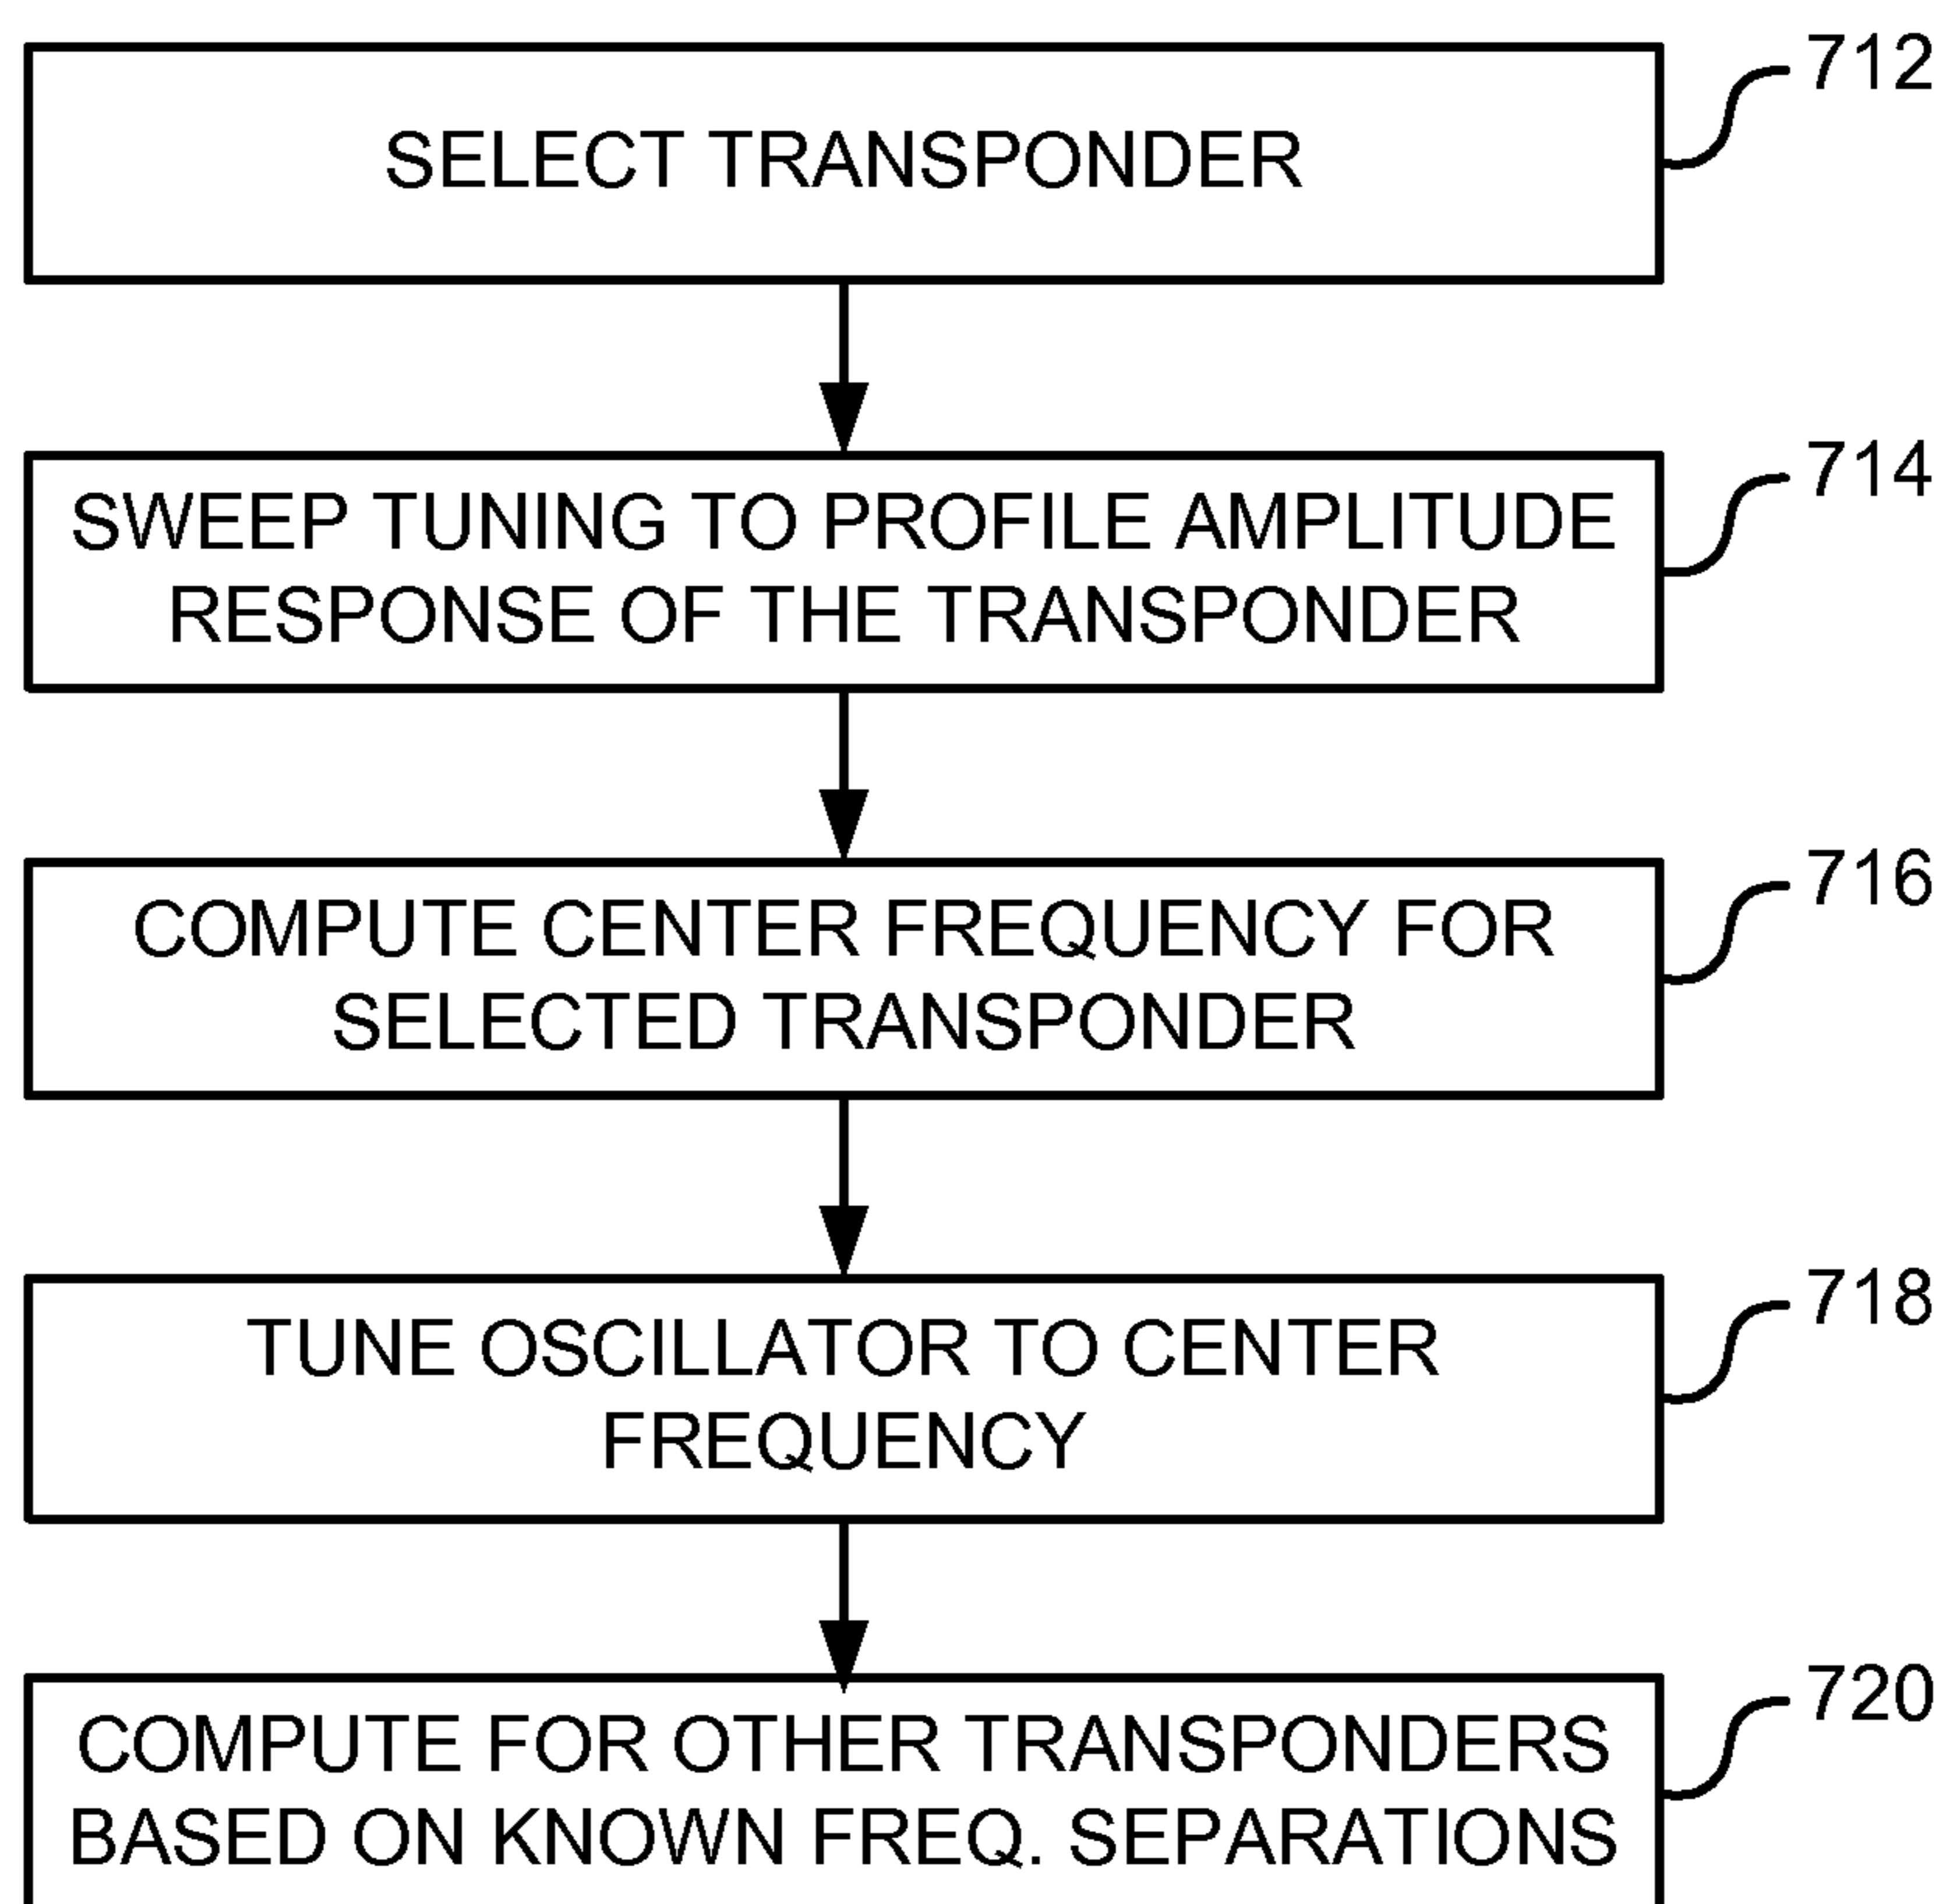 712
SELECT TRANSPONDER
714
SWEEP TUNING TO PROFILE AMPLITUDE
RESPONSE OF THE TRANSPONDER
716
COMPUTE CENTER FREQUENCY FOR
SELECTED TRANSPONDER
718
TUNE OSCILLATOR TO CENTER
FREQUENCY
720
COMPUTE FOR OTHER TRANSPONDERS
BASED ON KNOWN FREQ. SEPARATIONS